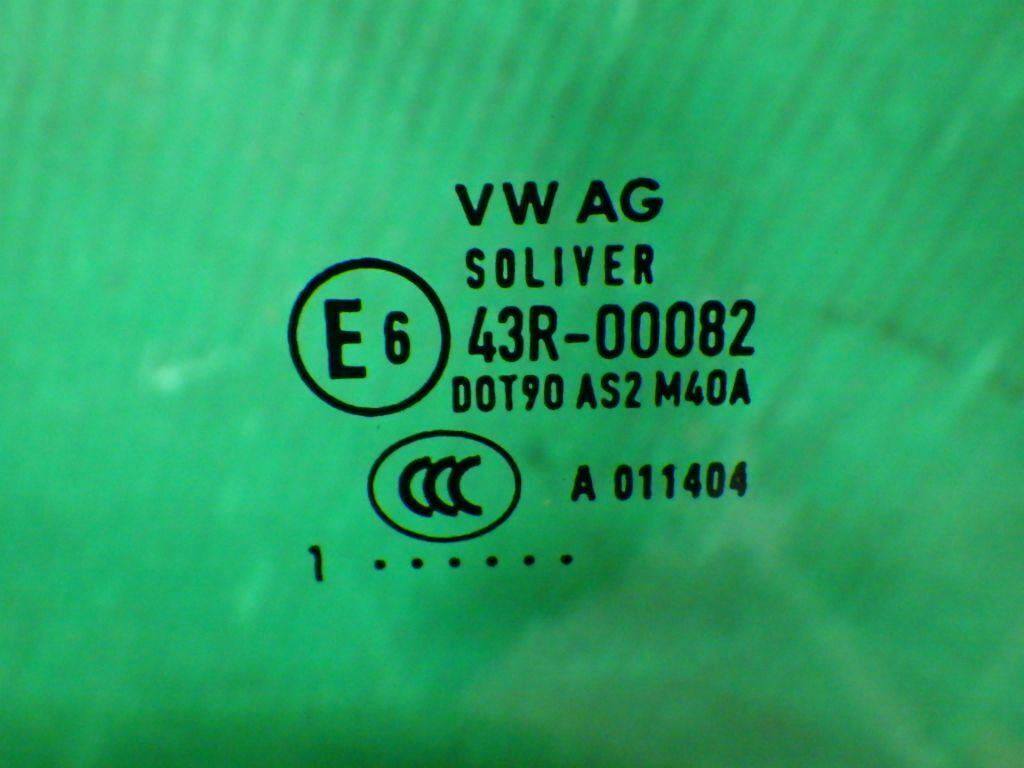 VW AG
SOLIVER
E6 43R-00082
DOT90 AS2 M40A
CCC A 011404
1 ......